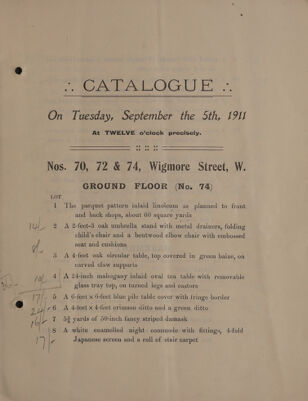 CATALOGUE
On Tuesday, September the 5th, 1911
At TWELVE o'clock precisely.
Nos. 70, 72 & 74, Wigmore Street, W.
GROUND FLOOR (No. 74)
LOT
1 The parquet pattern inlaid linoleum as planned to front
and back shops, about 60 square yards
14/- 2 A 2-feet-3 oak umbrella stand with metal drainers, folding
child's chair and a bentwood elbow chair with embossed
seat and cushions
3 A 4-feet oak circular table, top covered in green baize, on
carved claw supports
4 A 24-inch mahogany inlaid oval tea table with removable
glass tray top, on turned legs and castors
17/- 5 A 6-feet × 6-feet blue pile table cover with fringe border
6 A 4-feet × 4-feet crimson ditto and a green ditto
7 5¾ yards of 50-inch fancy striped damask
8 A white enamelled night commode with fittings, 4-fold
Japanese screen and a roll of stair carpet
17/-